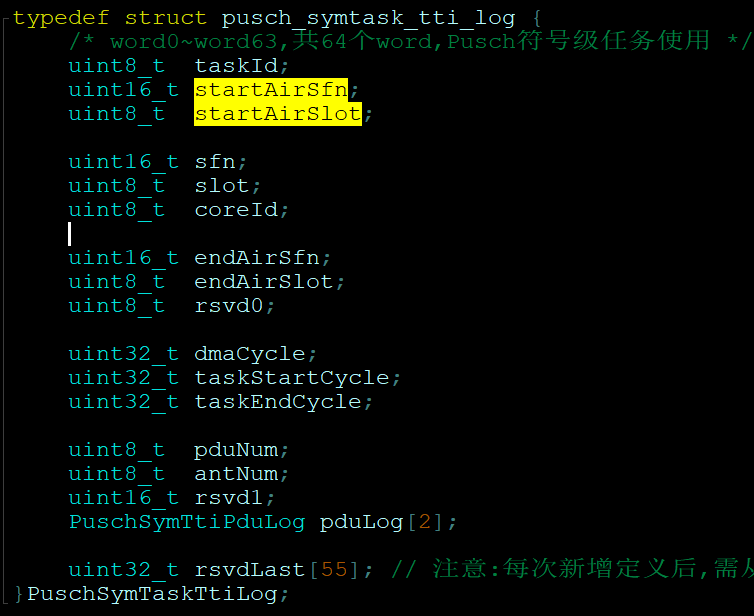 typedef struct pusch_symtask_tti_log {
/* word0~word63,共64个word,Pusch符号级任务使用 */
uint8_t taskId;
uint16_t startAirSfn;
uint8_t startAirSlot;
uint16_t sfn;
uint8_t slot;
uint8_t coreId;
uint16_t endAirSfn;
uint8_t endAirSlot;
uint8_t rsvd0;
uint32_t dmaCycle;
uint32_t taskStartCycle;
uint32_t taskEndCycle;
uint8_t pduNum;
uint8_t antNum;
uint16_t rsvd1;
PuschSymTtiPduLog pduLog[2];
uint32_t rsvdLast[55]; // 注意:每次新增定义后,需从
}PuschSymTaskTtiLog;